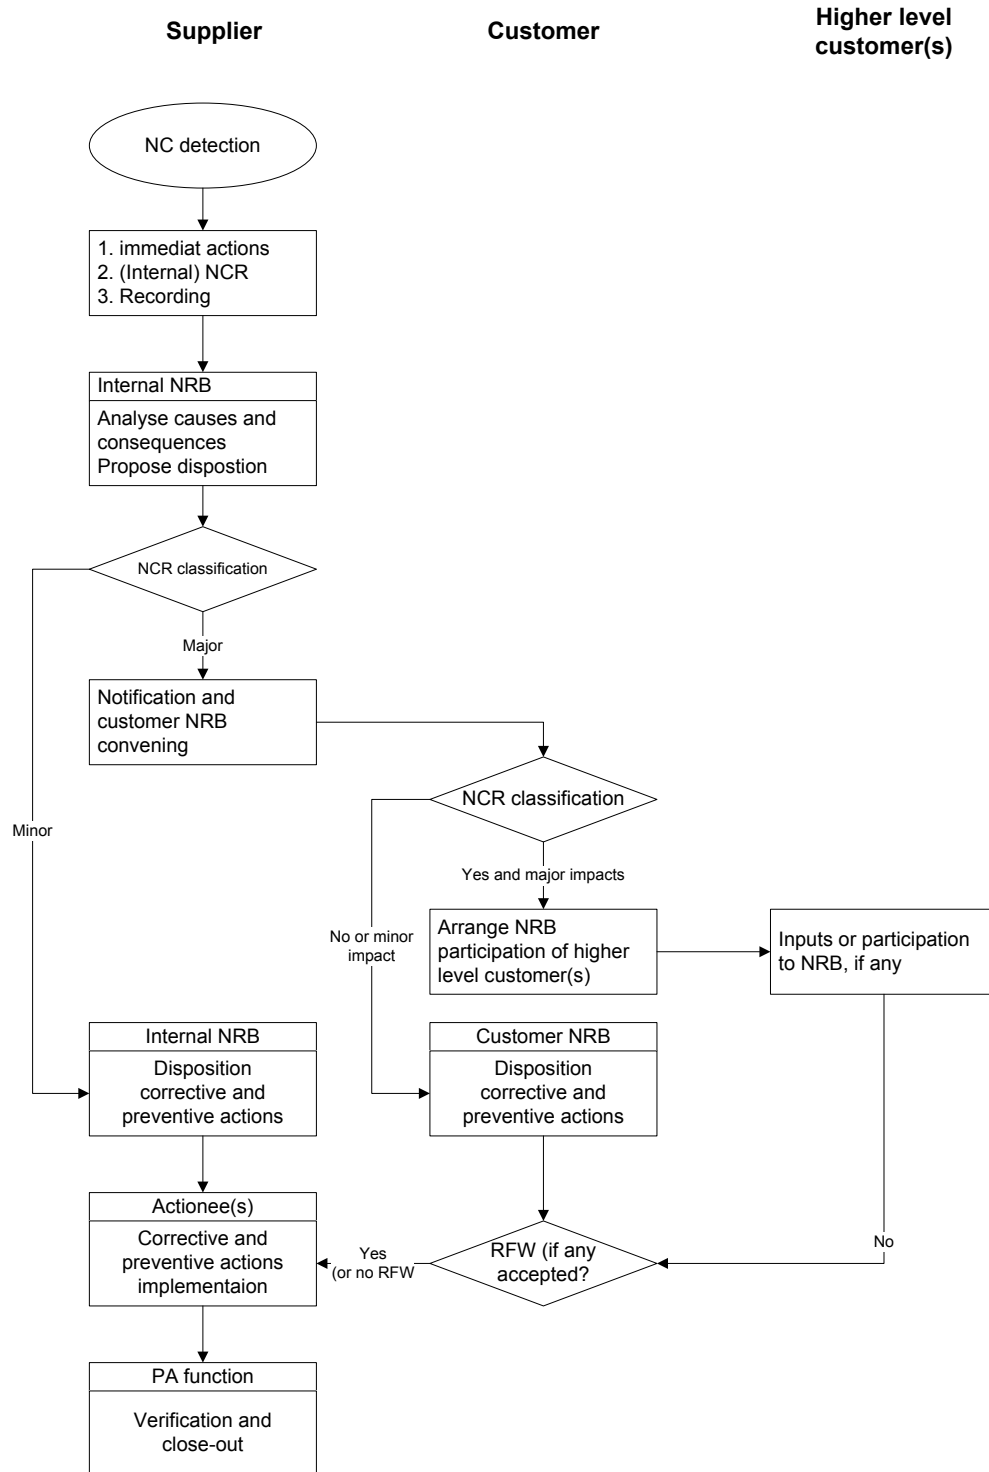 Supplier
Customer
Higher level
customer(s)
NC detection
1. immediat actions
2. (Internal) NCR
3. Recording
Internal NRB
Analyse causes and
consequences
Propose dispostion
NCR classification
Major
Notification and
customer NRB
convening
NCR classification
Minor
Yes and major impacts
No or minor
impact
Arrange NRB
participation of higher
level customer(s)
Inputs or participation
to NRB, if any
Internal NRB
Disposition
corrective and
preventive actions
Customer NRB
Disposition
corrective and
preventive actions
Actionee(s)
Corrective and
preventive actions
implementaion
Yes
(or no RFW
RFW (if any
accepted?
No
PA function
Verification and
close-out